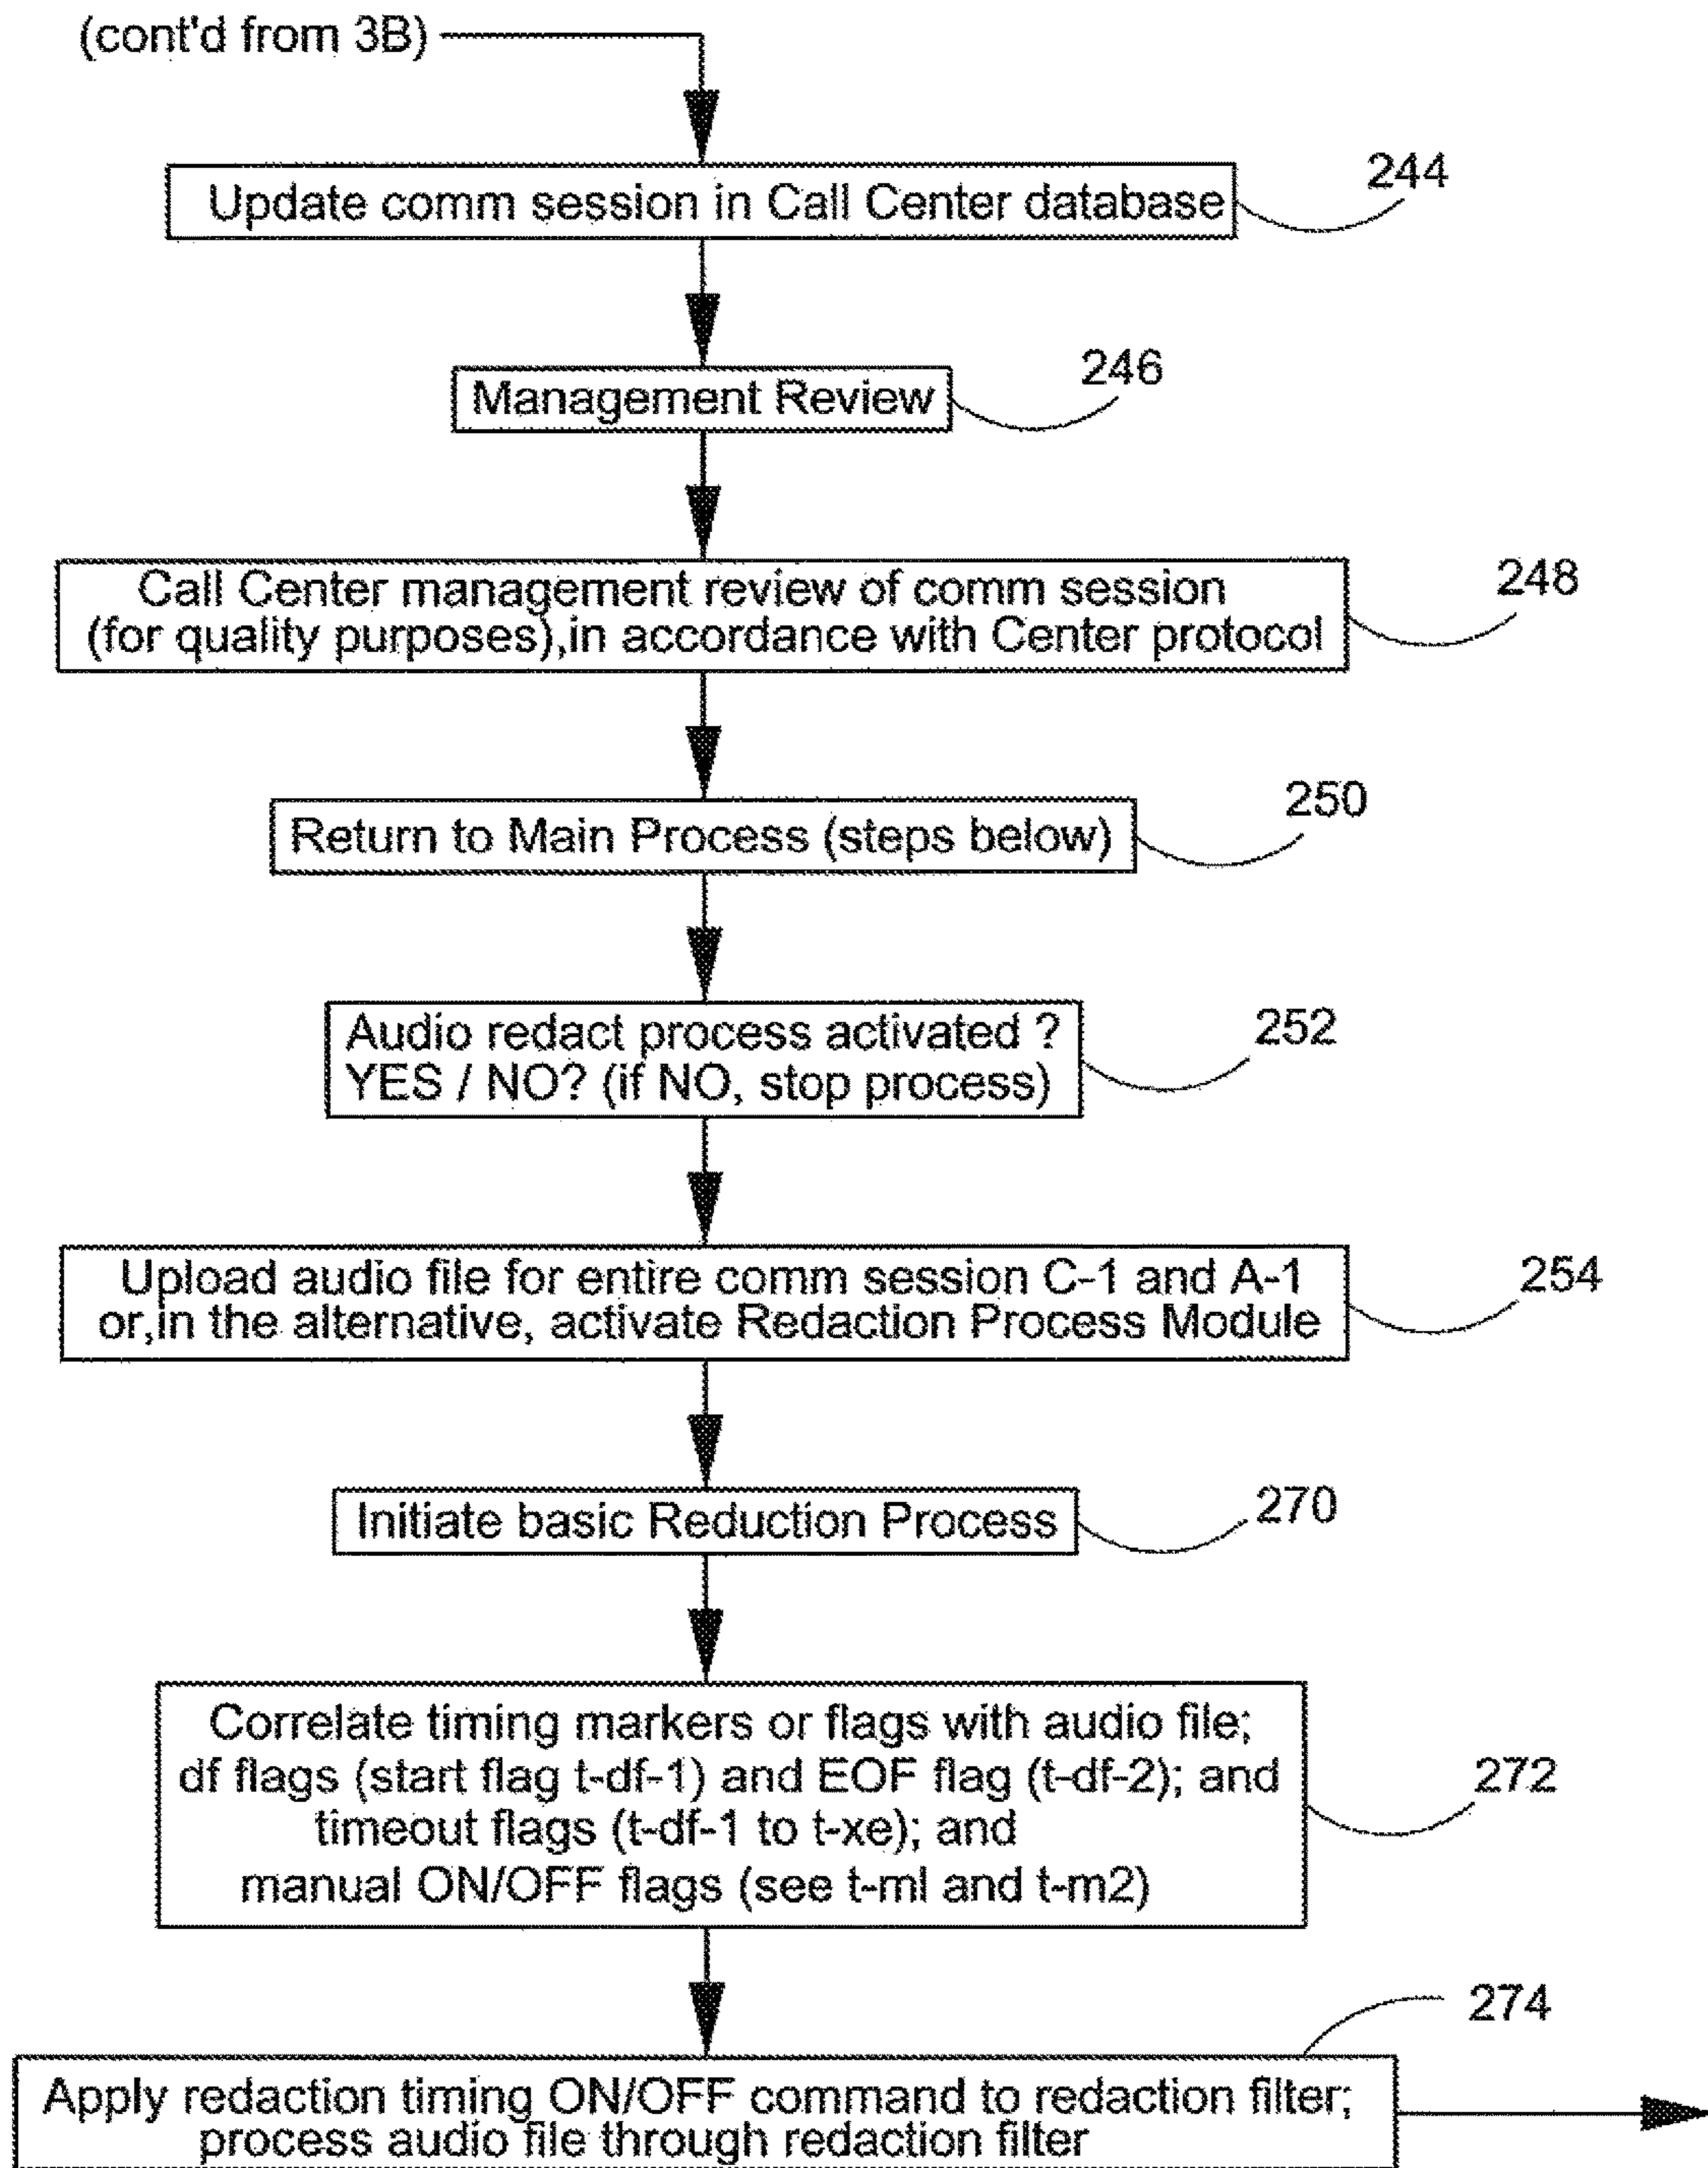 (cont'd from 3B)
Update comm session in Call Center database
244
Management Review
246
Call Center management review of comm session
(for quality purposes),in accordance with Center protocol
248
Return to Main Process (steps below)
250
Audio redact process activated ?
YES / NO? (if NO, stop process)
252
Upload audio file for entire comm session C-1 and A-1
or,in the alternative, activate Redaction Process Module
254
Initiate basic Reduction Process
270
Correlate timing markers or flags with audio file;
df flags (start flag t-df-1) and EOF flag (t-df-2); and
timeout flags (t-df-1 to t-xe); and
manual ON/OFF flags (see t-ml and t-m2)
272
274
Apply redaction timing ON/OFF command to redaction filter;
process audio file through redaction filter